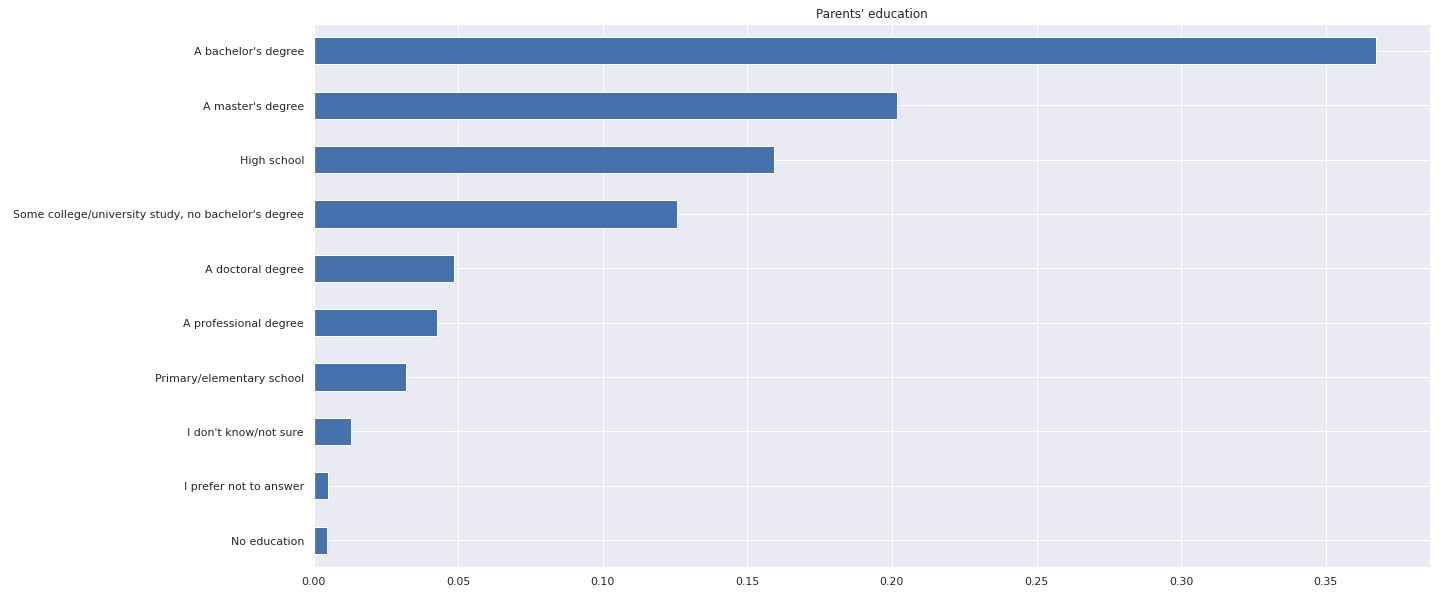 Parents' education
A bachelor's degree
A master's degree
High school
Some college/university study, no bachelor's degree
A doctoral degree
A professional degree
Primary/elementary school
I don't know/not sure
I prefer not to answer
No education
0.00 0.05 0.10 0.15 0.20 0.25 0.30 0.35